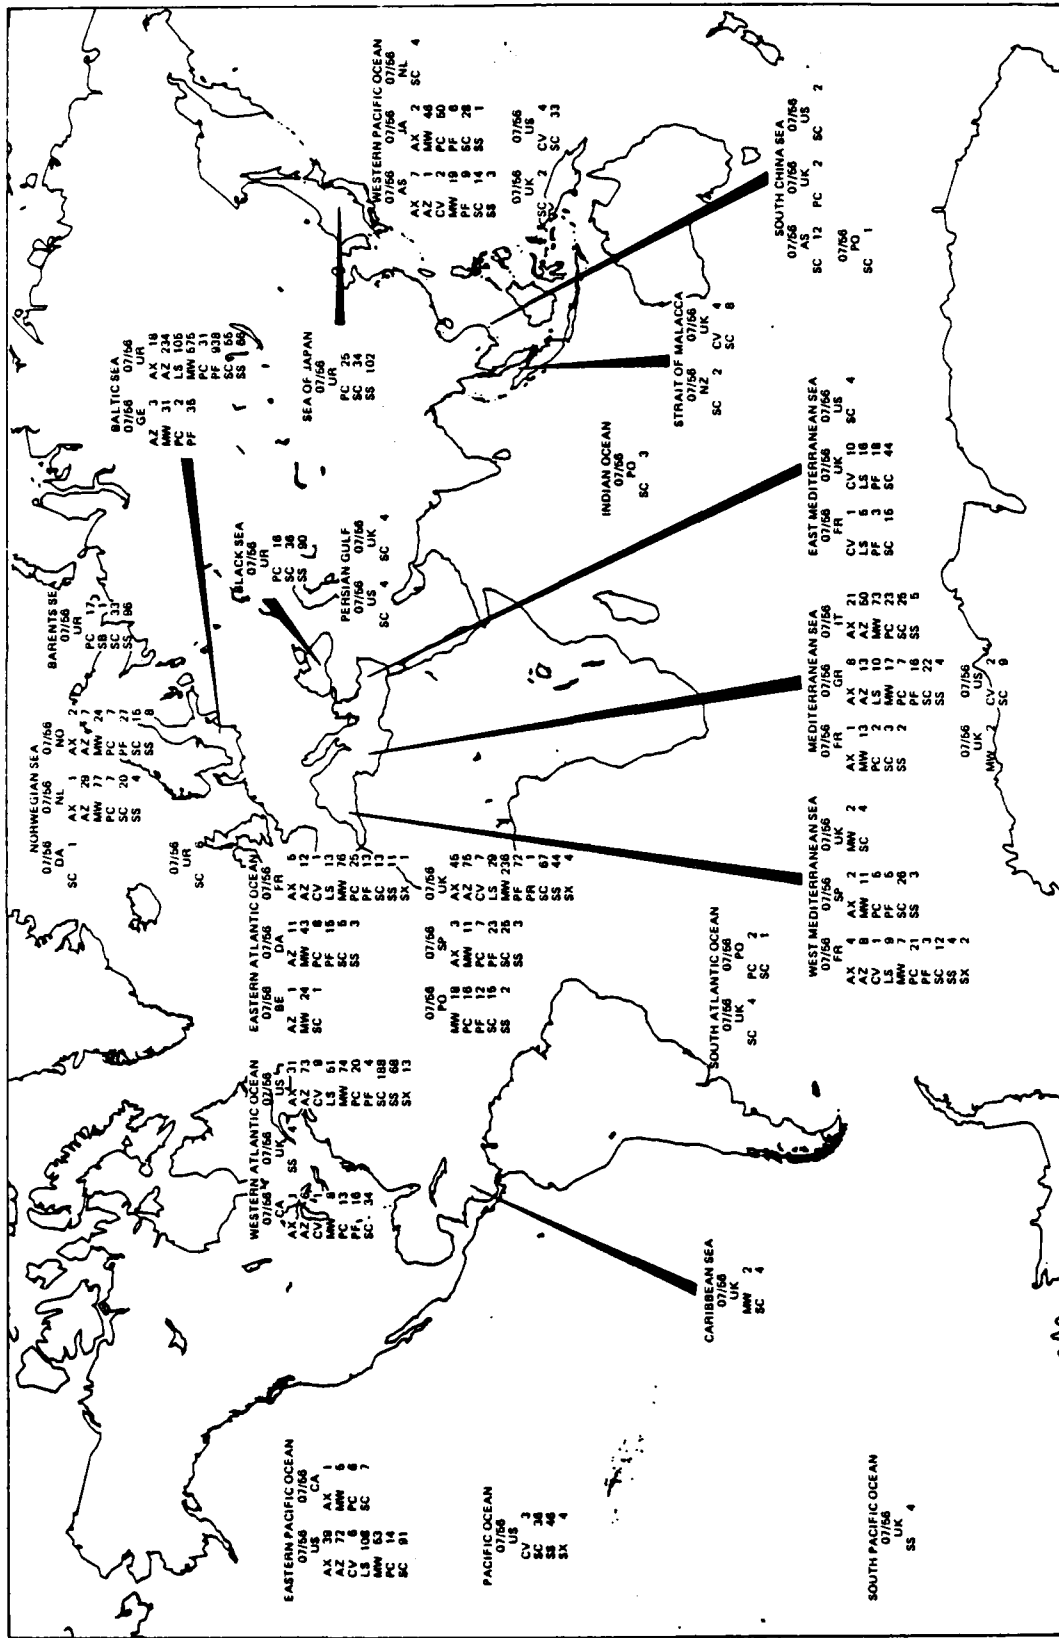 NORWEGIAN SEA
07/56
DA
SC 1
07/56
NL
AX 1
AZ 29
MW 77
PC 7
SC 20
SS 4
07/56
NO
AX 2
AZ 7
MW 24
PC 7
PF 27
SC 15
SS 8
07/56
UR
SC 6
BARENTS SEA
07/56
UR
PC 17
SB 1
SC 33
SS 96
BALTIC SEA
07/56
GE
AZ 3
MW 31
PC 2
PF 35
07/56
UR
AX 18
AZ 234
LS 105
MW 575
PC 31
PF 938
SC 55
SS 66
EASTERN PACIFIC OCEAN
07/56
US
AX 39
AZ 72
CV 6
LS 108
MW 53
PC 14
SC 91
07/56
CA
AX 1
MW 5
PC 6
SC 7
WESTERN ATLANTIC OCEAN
07/56
CA
AX 1
AZ 6
CV 1
MW 8
PC 13
PF 16
SC 34
07/56
UK
SS 4
07/56
US
AX 31
AZ 73
CV 9
LS 51
MW 74
PC 20
PF 4
SC 188
SS 68
SX 13
EASTERN ATLANTIC OCEAN
07/56
BE
AZ 1
MW 24
SC 1
07/56
DA
AZ 11
MW 43
PC 8
PF 15
SC 5
SS 3
07/56
FR
AX 5
AZ 12
CV 1
LS 13
MW 76
PC 25
PF 13
SC 13
SS 11
SX 1
07/56
PO
MW 18
PC 16
PF 12
SC 15
SS 2
07/56
SP
AX 3
MW 11
PC 7
PF 23
SC 25
SS 3
07/56
UK
AX 45
AZ 75
CV 7
LS 29
MW 236
PF 72
PR 1
SC 67
SS 44
SX 4
BLACK SEA
07/56
UR
PC 16
SC 36
SS 90
PERSIAN GULF
07/56
US
SC 4
07/56
UK
SC 4
SEA OF JAPAN
07/56
UR
PC 25
SC 34
SS 102
WESTERN PACIFIC OCEAN
07/56
AS
AX 7
AZ 1
CV 2
MW 19
PF 9
SC 14
SS 3
07/56
JA
AX 2
MW 46
PC 50
PF 6
SC 28
SS 1
07/56
NL
SC 4
07/56
UK
SC 2
07/56
US
CV 4
SC 33
PACIFIC OCEAN
07/56
US
CV 3
SC 36
SS 46
SX 4
INDIAN OCEAN
07/56
PO
SC 3
STRAIT OF MALACCA
07/56
NZ
SC 2
07/56
UK
CV 4
SC 8
CARIBBEAN SEA
07/56
UK
MW 2
SC 4
SOUTH ATLANTIC OCEAN
07/56
UK
SC 4
07/56
PO
PC 2
SC 1
SOUTH CHINA SEA
07/56
AS
SC 12
07/56
UK
PC 2
07/56
US
SC 2
07/56
PO
SC 1
WEST MEDITERRANEAN SEA
07/56
FR
AX 4
AZ 8
CV 1
LS 9
MW 7
PC 21
PF 3
SC 12
SS 4
SX 2
07/56
SP
AX 2
MW 11
PC 5
PF 5
SC 26
SS 3
07/56
UK
MW 2
SC 4
MEDITERRANEAN SEA
07/56
FR
AX 1
MW 13
PC 2
SC 3
SS 2
07/56
GR
AX 8
AZ 13
LS 10
MW 17
PC 7
PF 16
SC 22
SS 4
07/56
IT
AX 21
AZ 50
MW 73
PC 23
SC 25
SS 5
07/56
UK
MW 2
07/56
US
CV 2
SC 9
EAST MEDITERRANEAN SEA
07/56
FR
CV 1
LS 5
PF 3
SC 15
07/56
UK
CV 10
LS 16
PF 18
SC 44
07/56
US
SC 4
SOUTH PACIFIC OCEAN
07/56
UK
SS 4